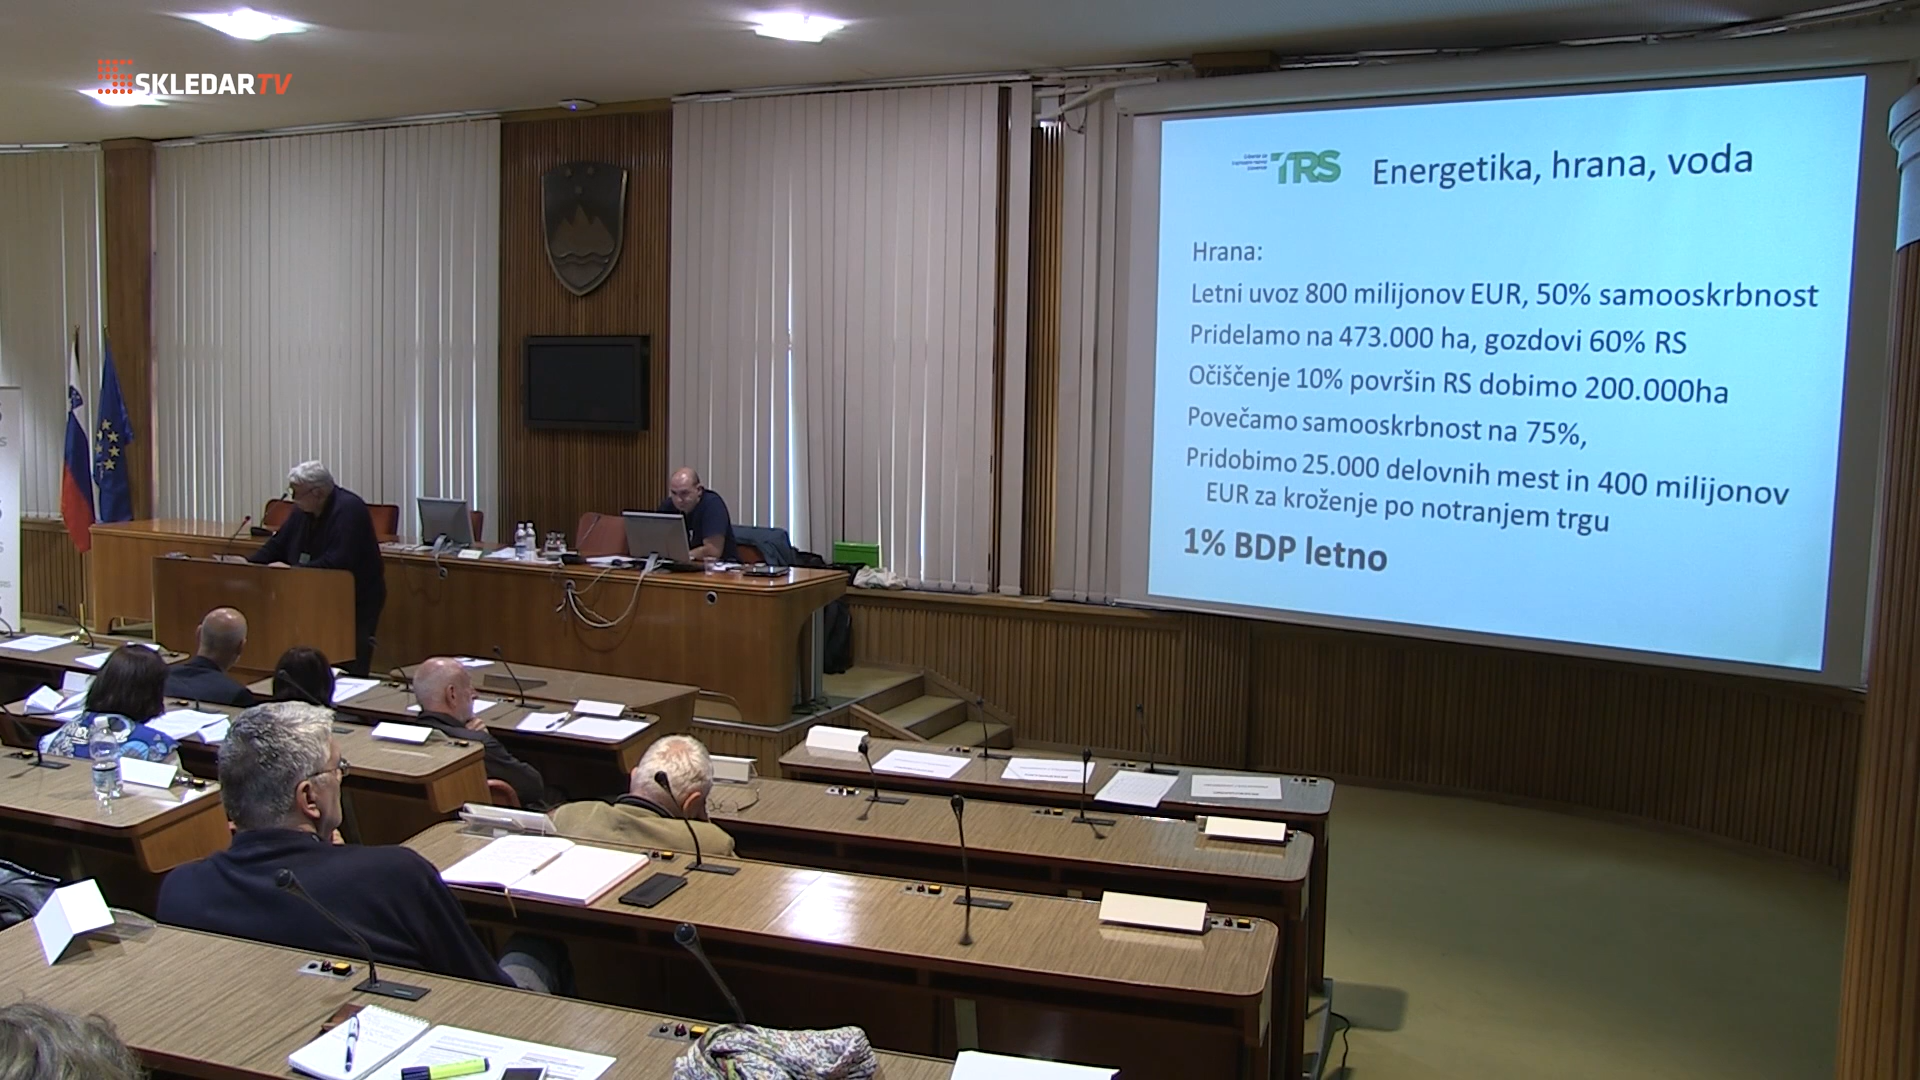 SKLEDARTV
TRS
Energetika, hrana, voda
Hrana:
Letni uvoz 800 milijonov EUR, 50% samooskrbnost
Pridelamo na 473.000 ha, gozdovi 60% RS
Očiščenje 10% površin RS dobimo 200.000ha
Povečamo samooskrbnost na 75%,
Pridobimo 25.000 delovnih mest in 400 milijonov
EUR za kroženje po notranjem trgu
1% BDP letno